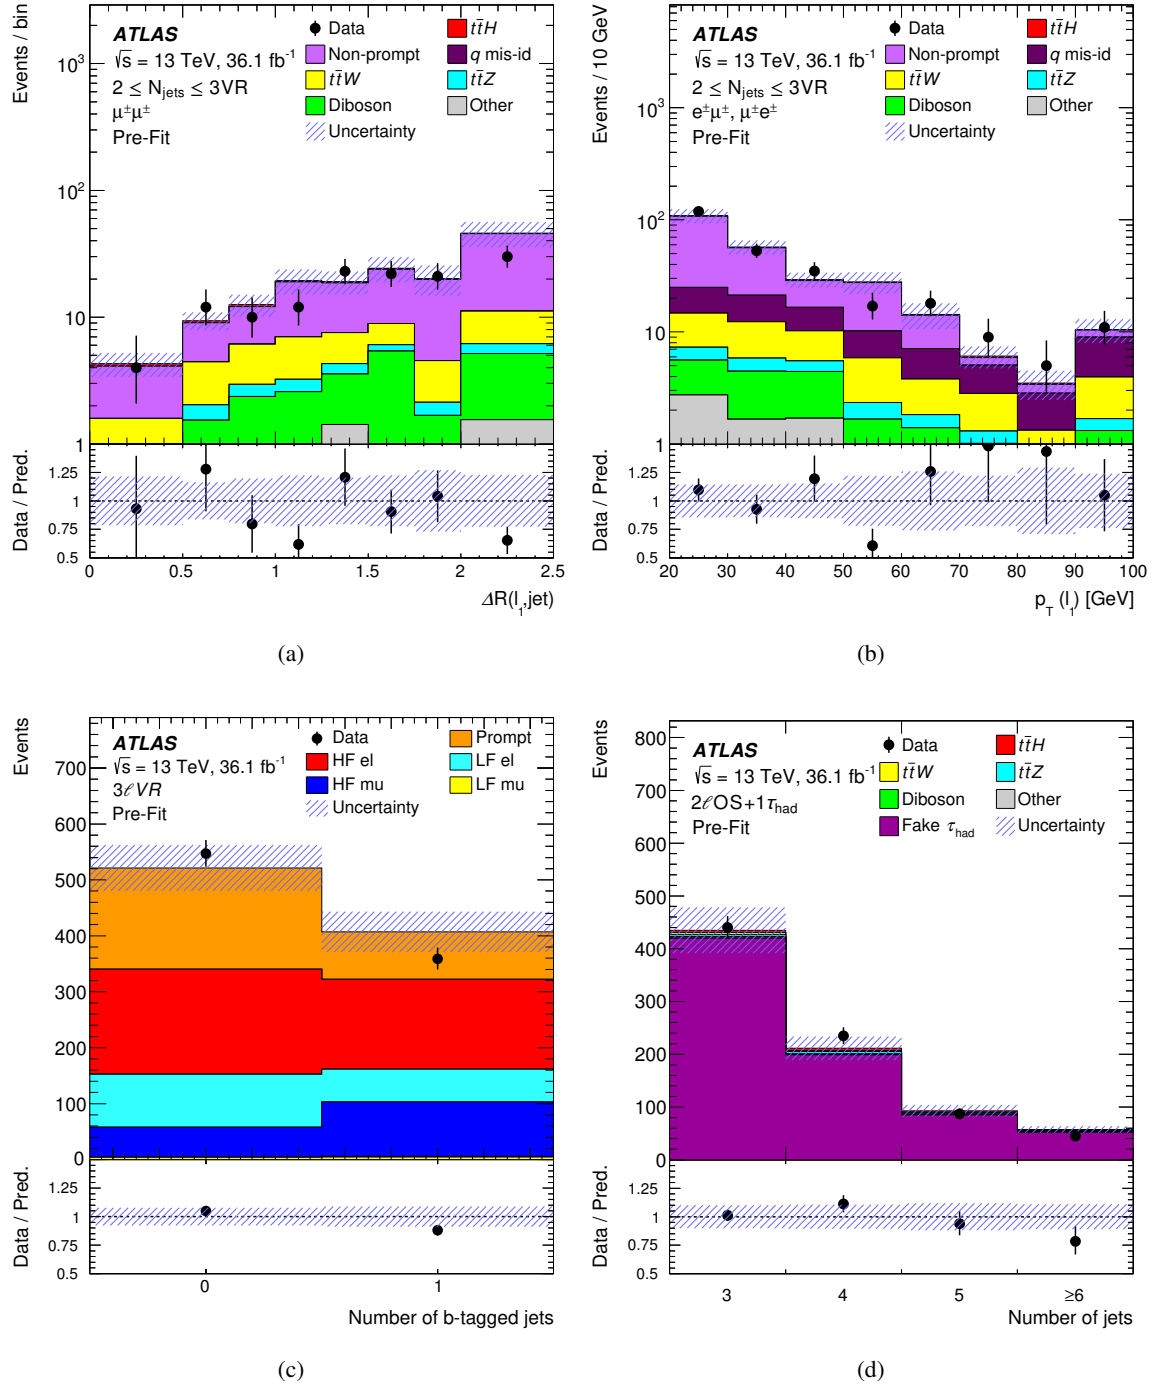 Events / bin
ATLAS
√s = 13 TeV, 36.1 fb⁻¹
2 ≤ N_jets ≤ 3VR
μ±μ±
Pre-Fit
Data
tt̄H
Non-prompt
q mis-id
tt̄W
tt̄Z
Diboson
Other
Uncertainty
10³
10²
10
1
Data / Pred.
1.25
1
0.75
0.5
0 0.5 1 1.5 2 2.5
ΔR(l₁,jet)
(a)
Events / 10 GeV
ATLAS
√s = 13 TeV, 36.1 fb⁻¹
2 ≤ N_jets ≤ 3VR
e±μ±, μ±e±
Pre-Fit
Data
tt̄H
Non-prompt
q mis-id
tt̄W
tt̄Z
Diboson
Other
Uncertainty
10³
10²
10
1
Data / Pred.
1.25
1
0.75
0.5
20 30 40 50 60 70 80 90 100
p_T (l₁) [GeV]
(b)
Events
ATLAS
√s = 13 TeV, 36.1 fb⁻¹
3ℓVR
Pre-Fit
Data
Prompt
HF el
LF el
HF mu
LF mu
Uncertainty
700
600
500
400
300
200
100
0
Data / Pred.
1.25
1
0.75
0.5
0 1
Number of b-tagged jets
(c)
Events
ATLAS
√s = 13 TeV, 36.1 fb⁻¹
2ℓOS+1τ_had
Pre-Fit
Data
tt̄H
tt̄W
tt̄Z
Diboson
Other
Fake τ_had
Uncertainty
800
700
600
500
400
300
200
100
0
Data / Pred.
1.25
1
0.75
0.5
3 4 5 ≥6
Number of jets
(d)